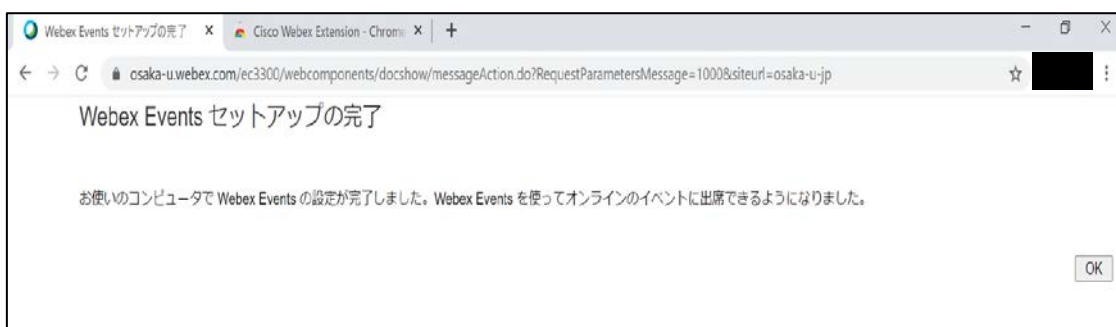 Webex Events セットアップの完了
Cisco Webex Extension - Chrom
osaka-u.webex.com/ec3300/webcomponents/docshow/messageAction.do?RequestParametersMessage=1000&siteurl=osaka-u-jp
Webex Events セットアップの完了
お使いのコンピュータで Webex Events の設定が完了しました。Webex Events を使ってオンラインのイベントに出席できるようになりました。
OK